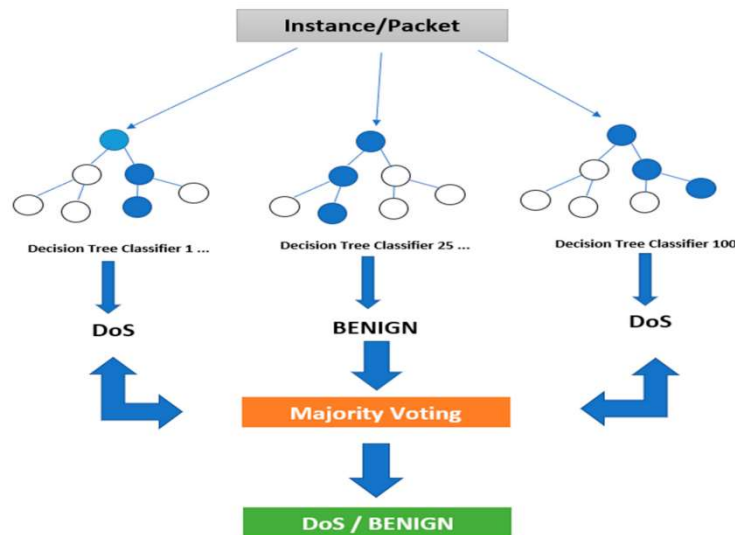 Instance/Packet
Decision Tree Classifier 1 ...
Decision Tree Classifier 25 ...
Decision Tree Classifier 100
DoS
BENIGN
DoS
Majority Voting
DoS / BENIGN